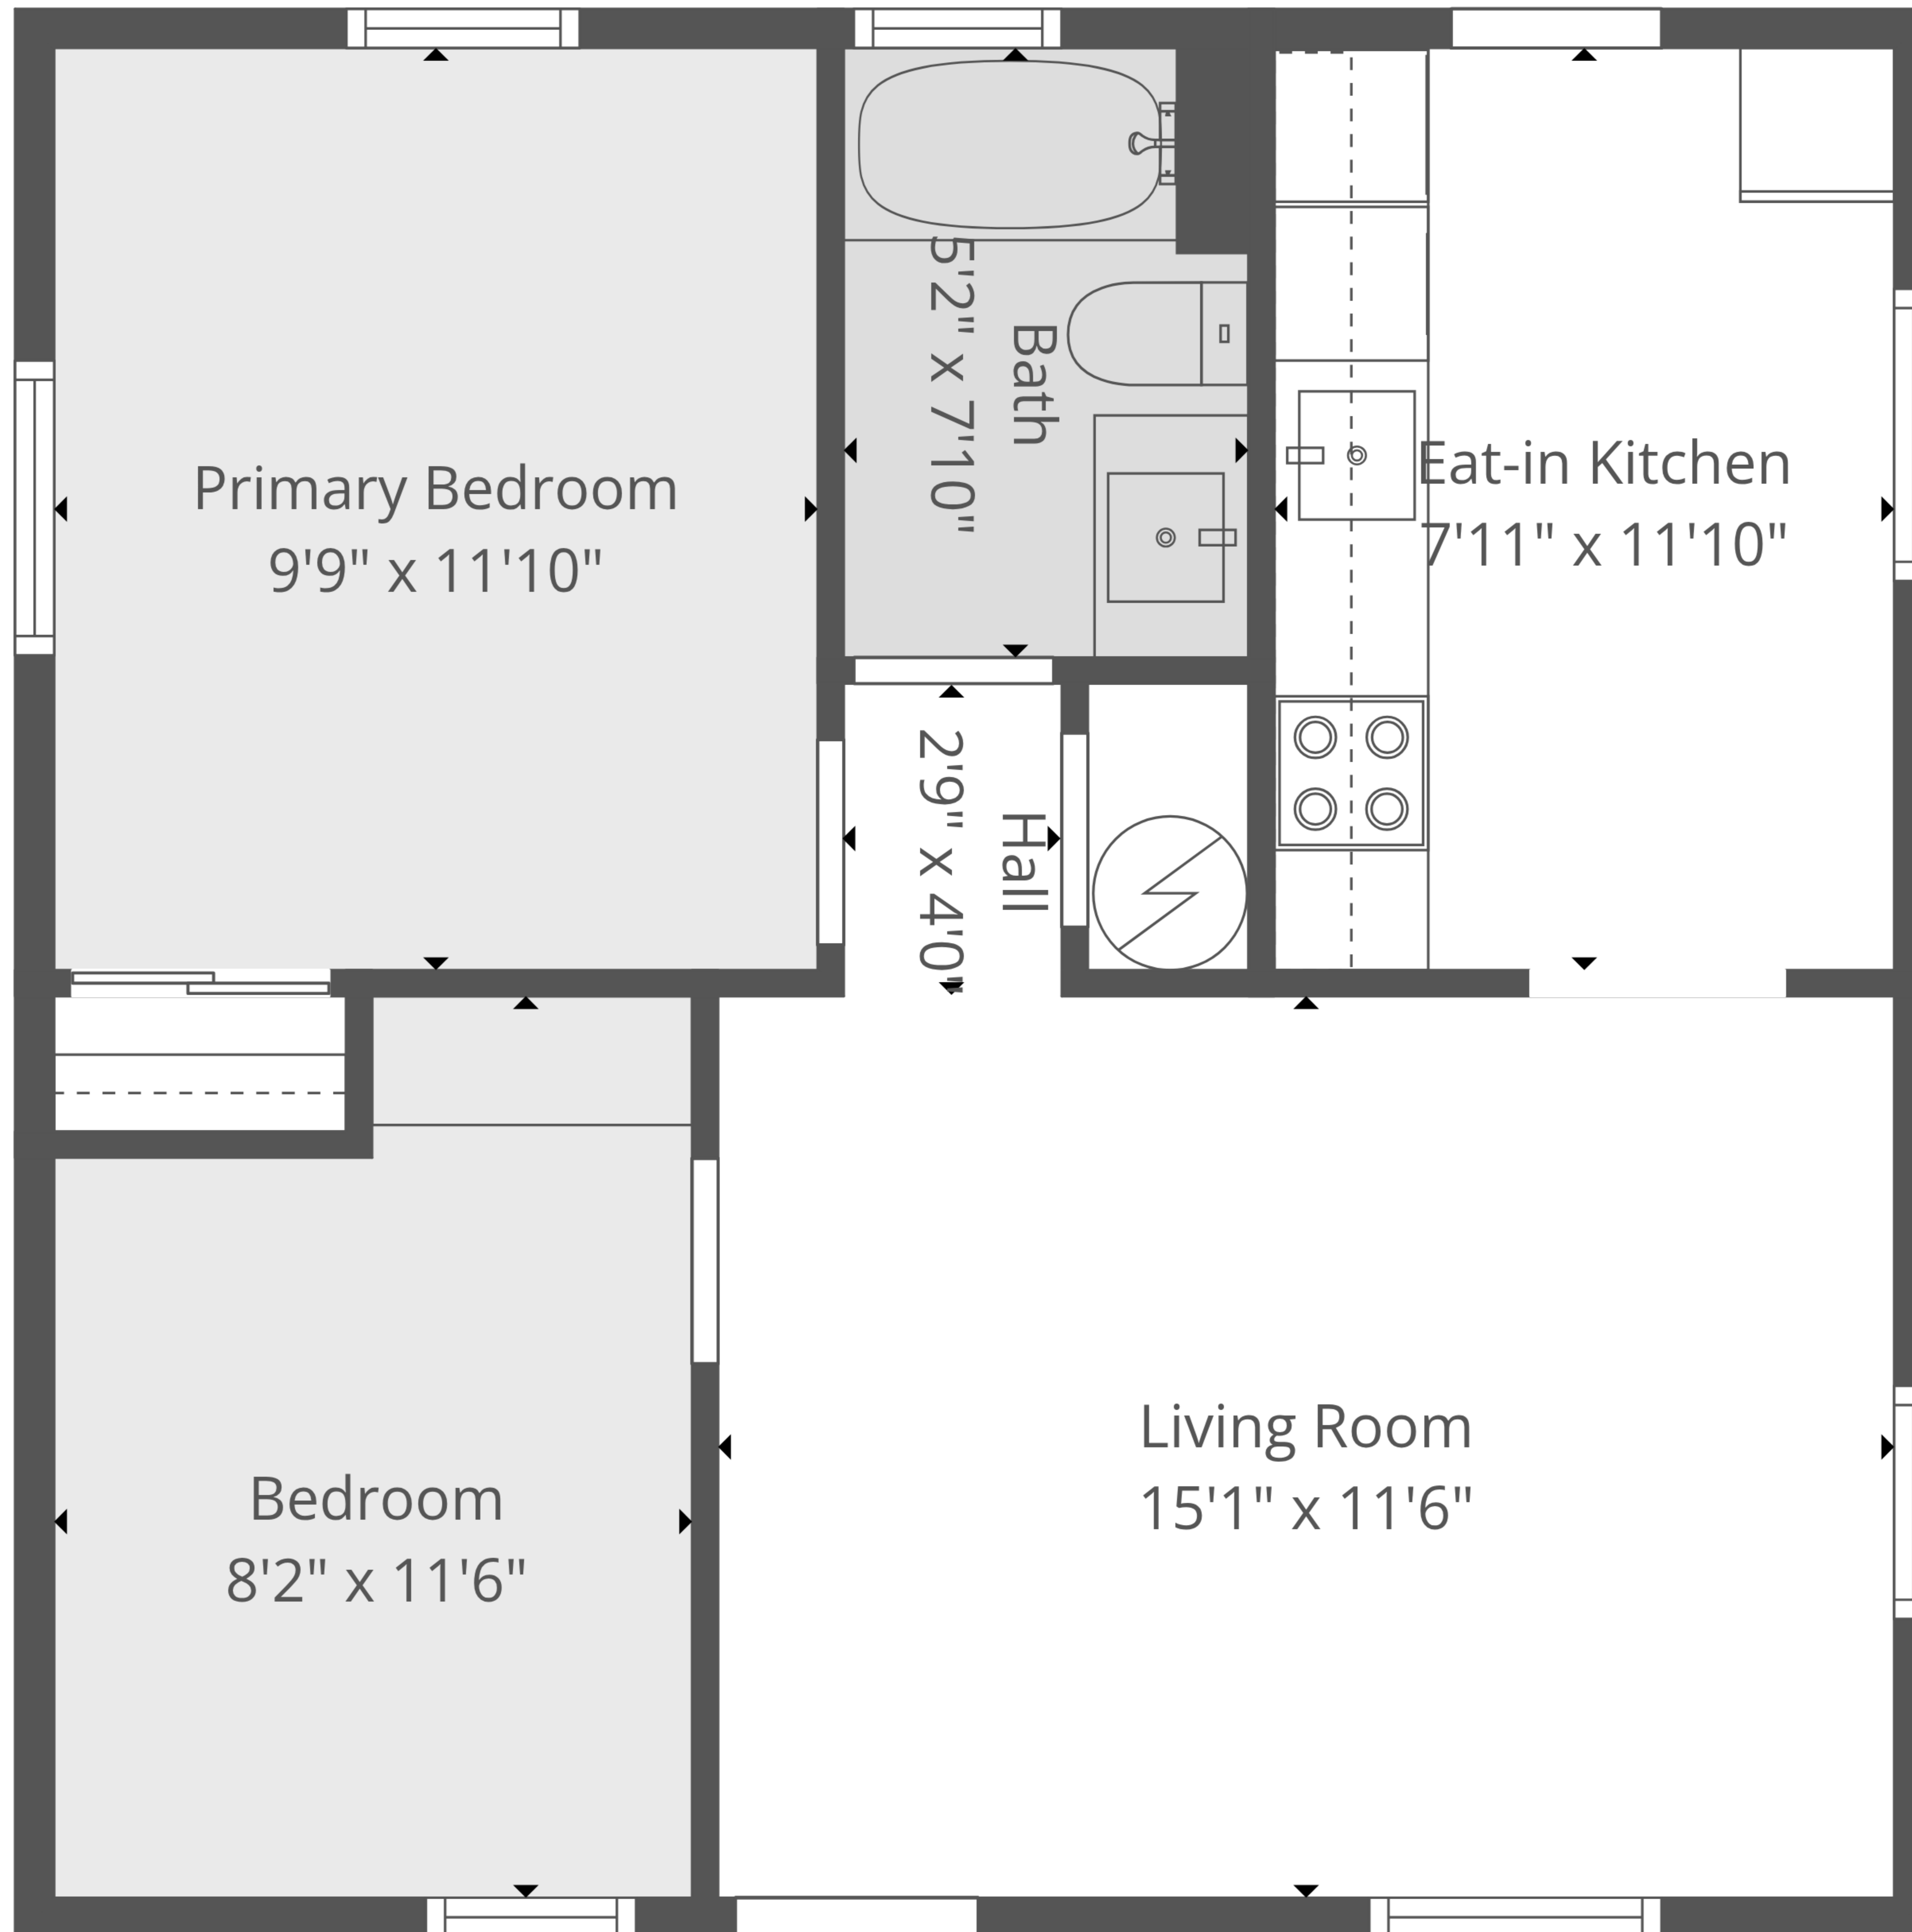 Primary Bedroom
9'9" x 11'10"
Bath
5'2" x 7'10"
Eat-in Kitchen
7'11" x 11'10"
Hall
2'9" x 4'0"
Living Room
15'1" x 11'6"
Bedroom
8'2" x 11'6"